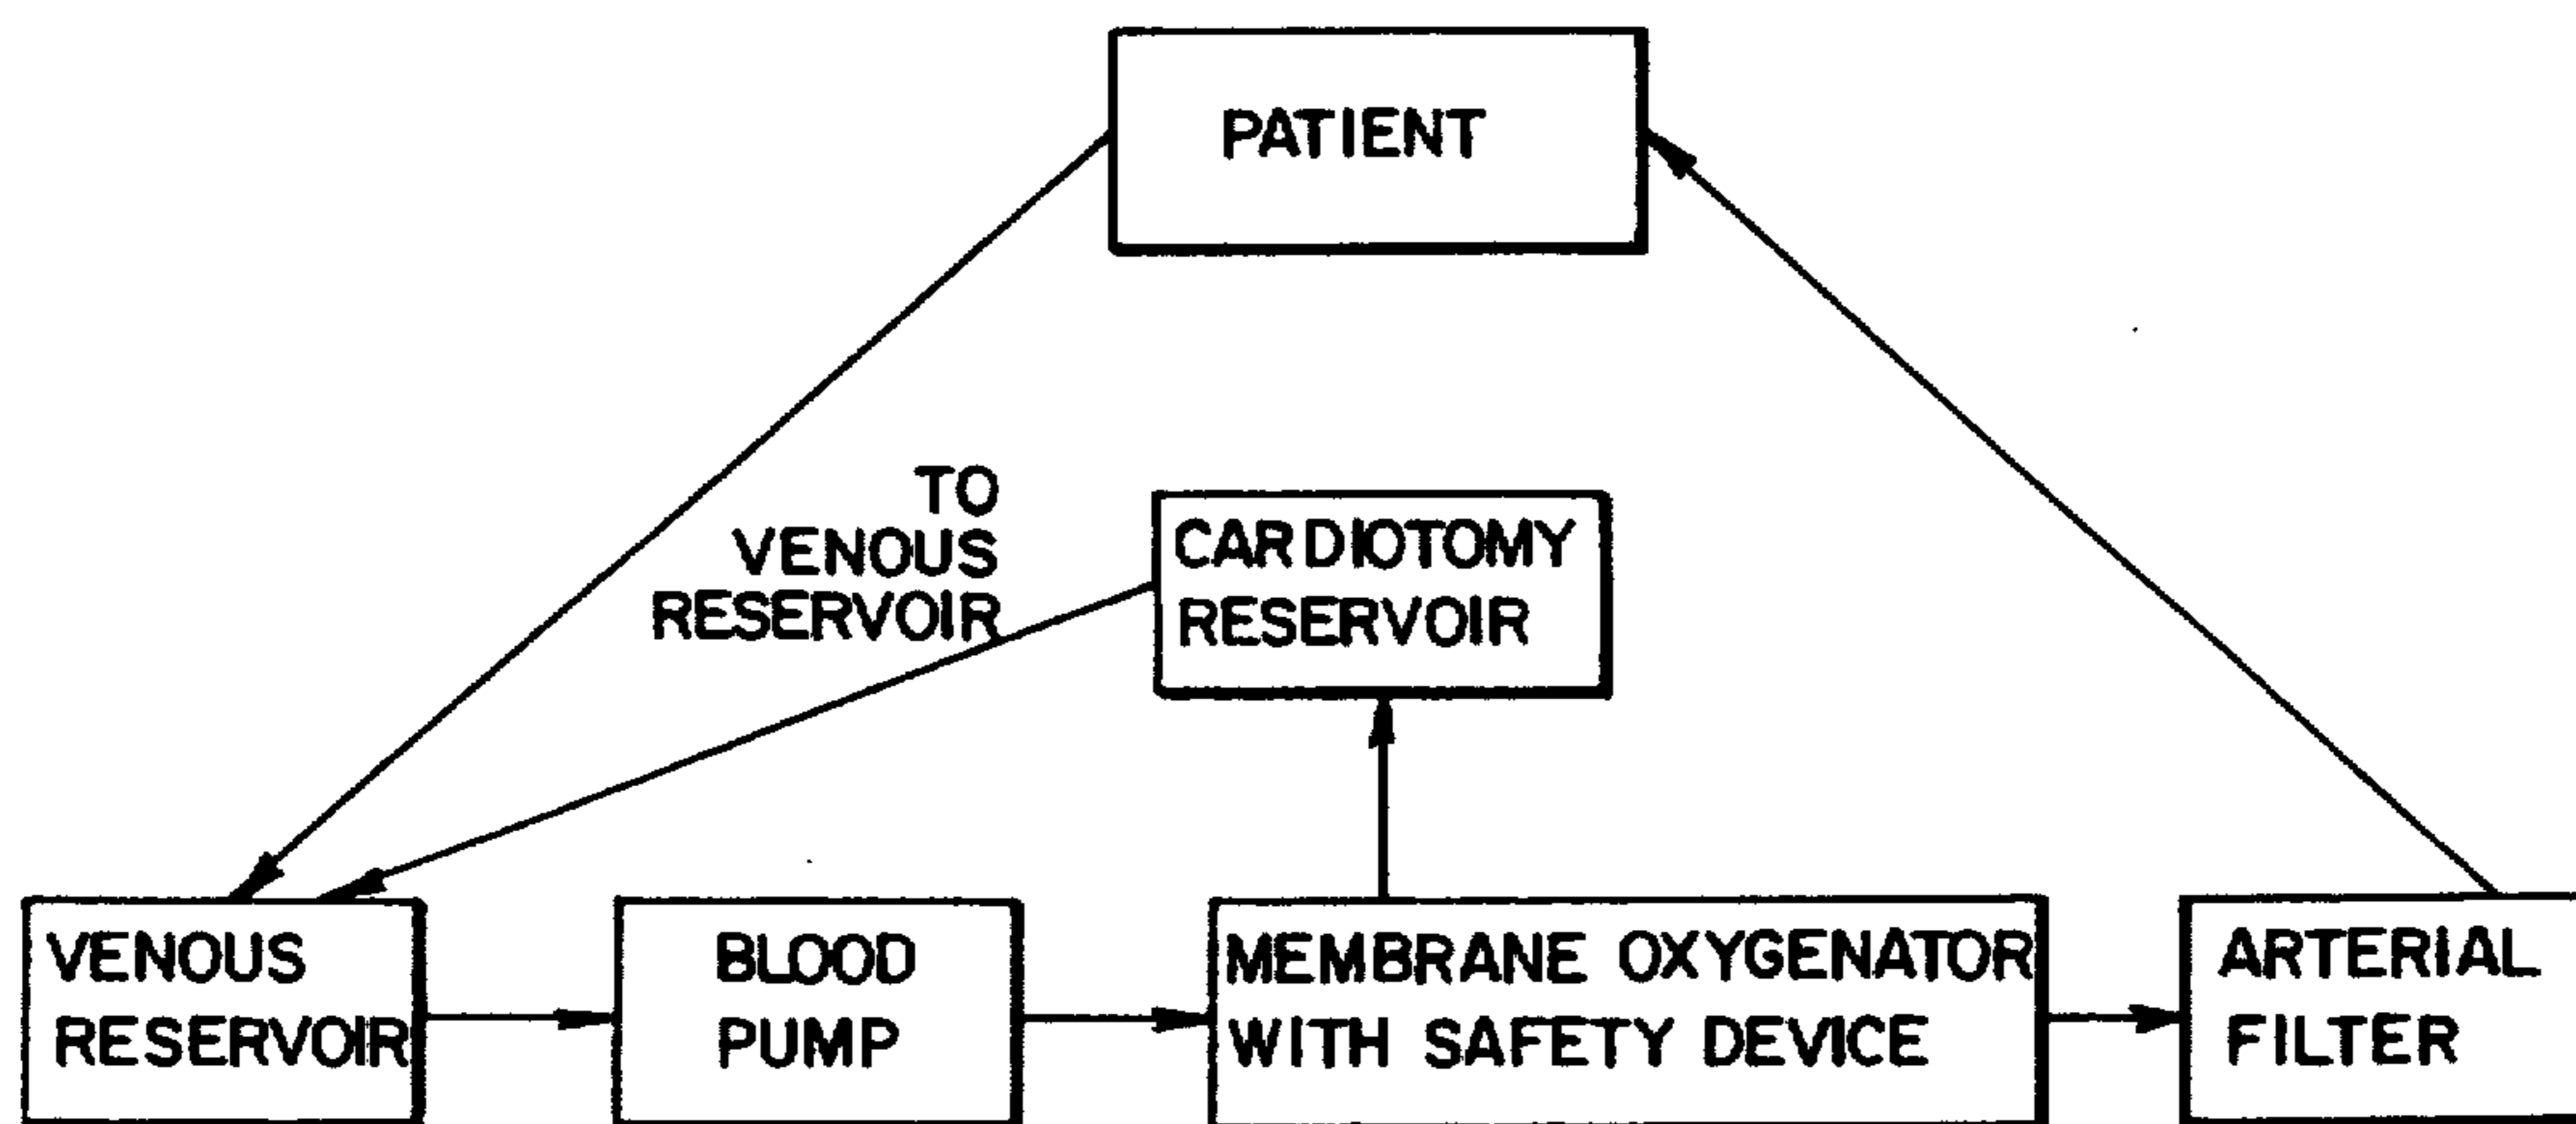 PATIENT
TO
VENOUS
RESERVOIR
CARDIOTOMY
RESERVOIR
VENOUS
RESERVOIR
BLOOD
PUMP
MEMBRANE OXYGENATOR
WITH SAFETY DEVICE
ARTERIAL
FILTER